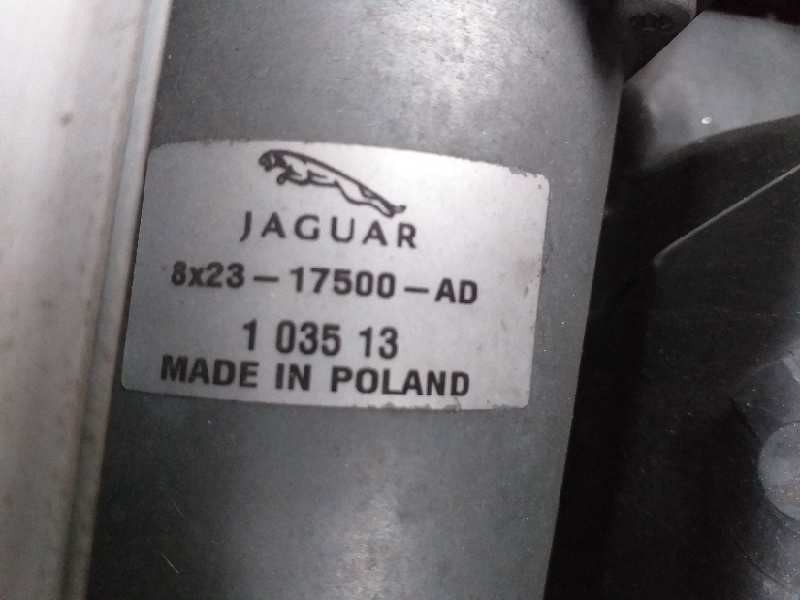 JAGUAR
8x23-17500-AD
1 035 13
MADE IN POLAND